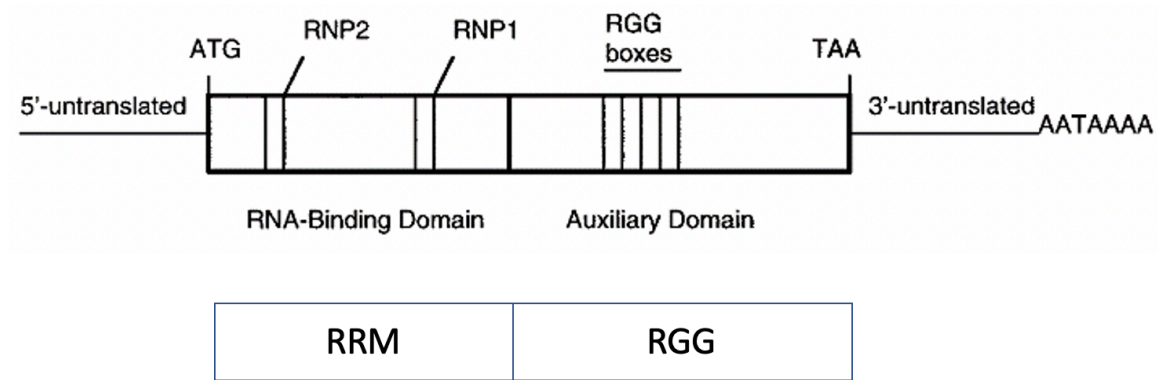 RNP2
RNP1
RGG
boxes
ATG
TAA
5'-untranslated
3'-untranslated
AATAAAA
RNA-Binding Domain
Auxiliary Domain
RRM
RGG